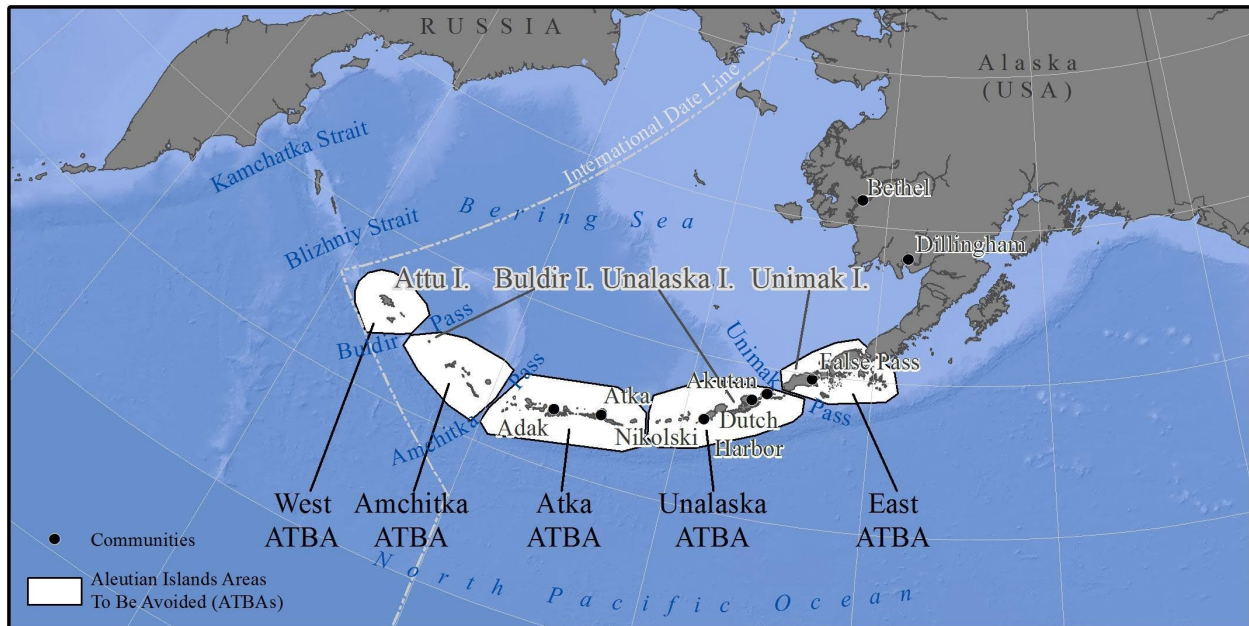 RUSSIA
Alaska
(USA)
International Date Line
Kamchatka Strait
Bethel
Bering Sea
Blizhniy Strait
Dillingham
Attu I.
Buldir I.
Unalaska I.
Unimak I.
Buldir Pass
Unimak Pass
False Pass
Akutan
Amchitka Pass
Atka
Adak
Nikolski
Dutch
Harbor
West
ATBA
Amchitka
ATBA
Atka
ATBA
Unalaska
ATBA
East
ATBA
Communities
Aleutian Islands Areas
To Be Avoided (ATBAs)
North Pacific Ocean